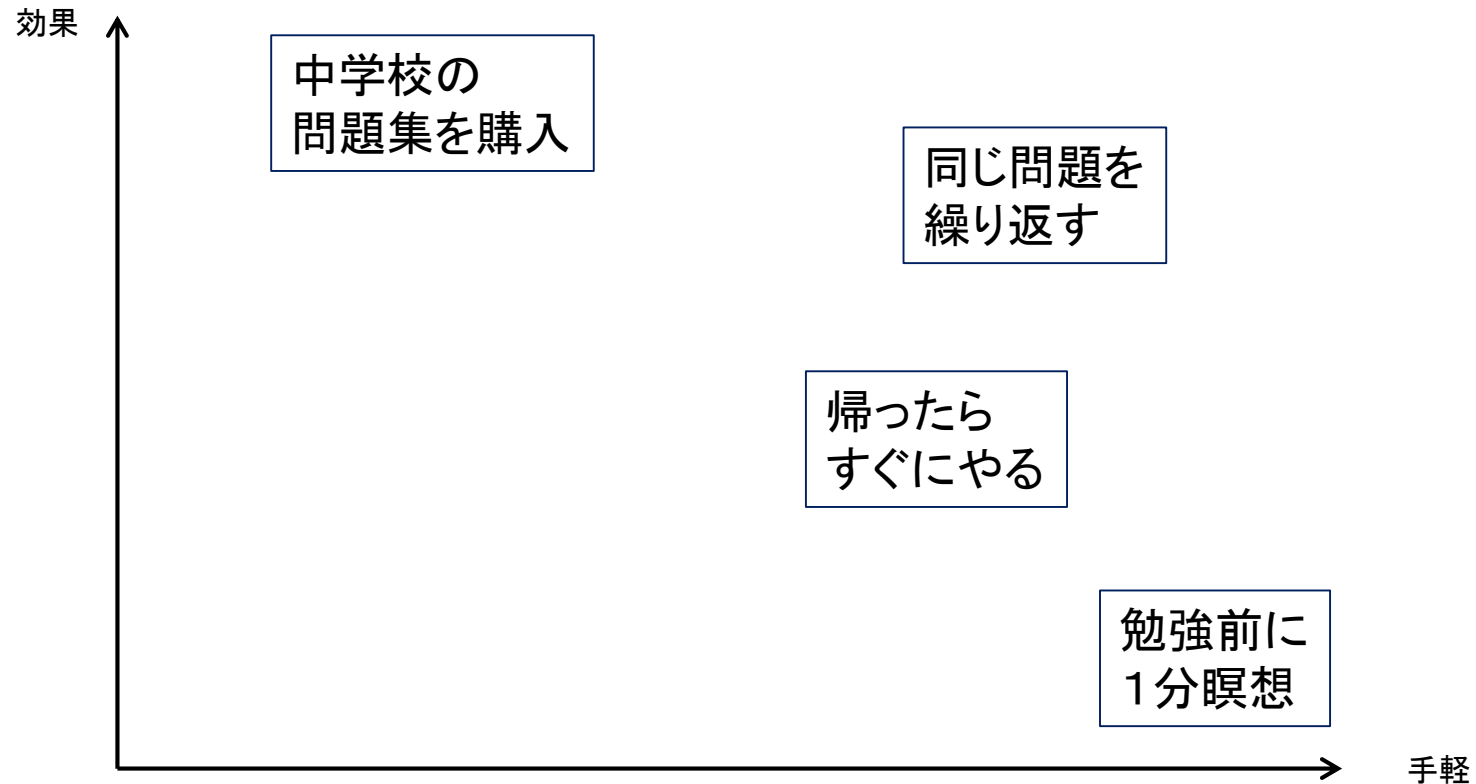 効果
中学校の
問題集を購入
同じ問題を
繰り返す
帰ったら
すぐにやる
勉強前に
１分瞑想
手軽